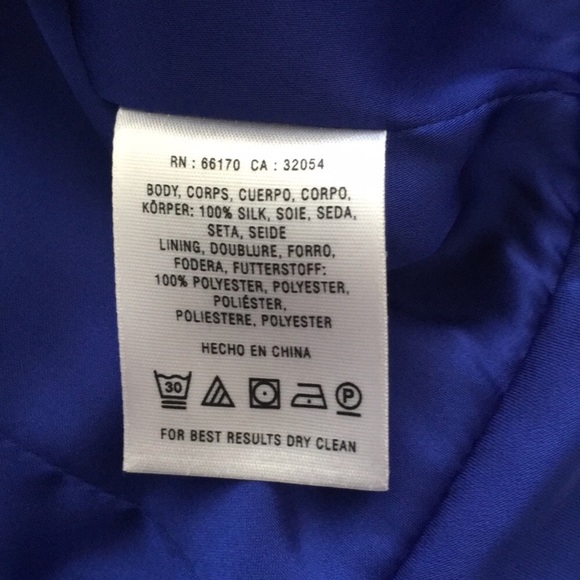 RN : 66170 CA : 32054
BODY, CORPS, CUERPO, CORPO,
KÖRPER: 100% SILK, SOIE, SEDA,
SETA, SEIDE
LINING, DOUBLURE, FORRO,
FODERA, FUTTERSTOFF:
100% POLYESTER, POLYESTER,
POLIÉSTER,
POLIESTERE, POLYESTER
HECHO EN CHINA
30 P
FOR BEST RESULTS DRY CLEAN